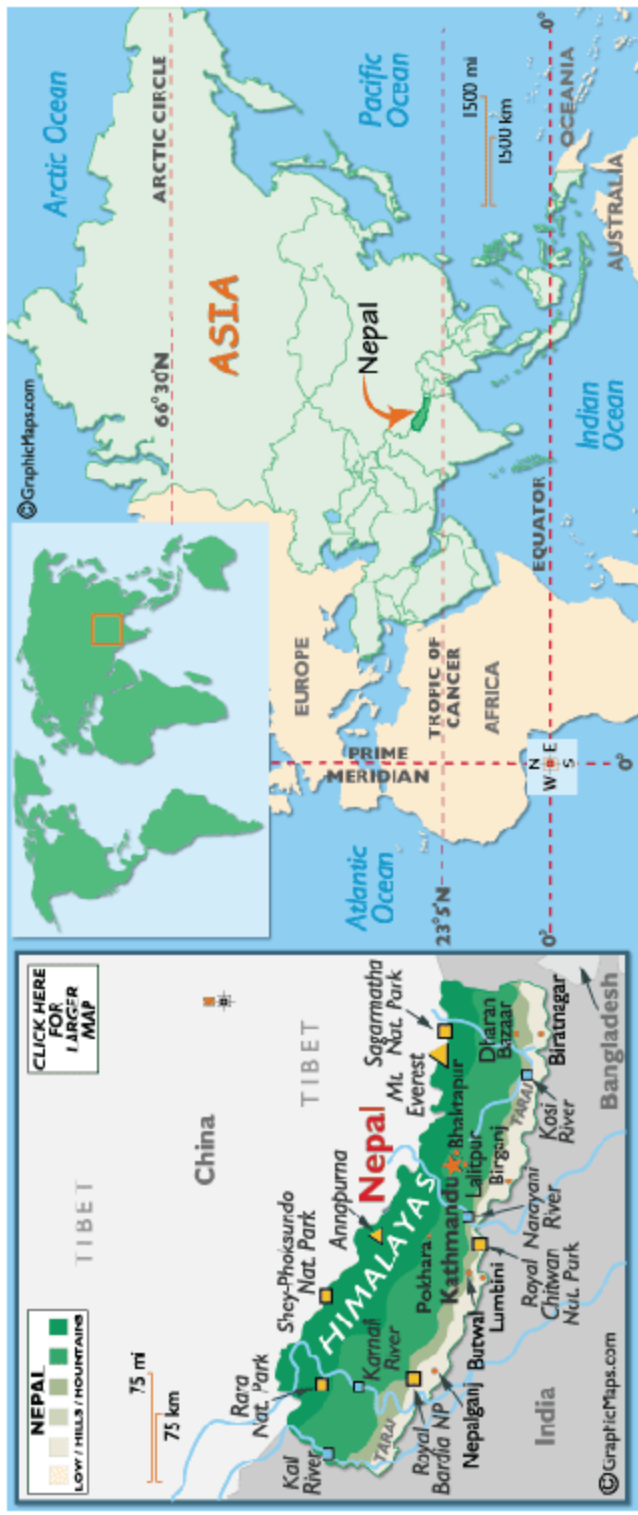 CLICK HERE
FOR
LARGER
MAP
NEPAL
LOW / HILLS / MOUNTAINS
75 mi
75 km
TIBET
China
TIBET
Nepal
HIMALAYAS
Rara
Nat. Park
Shey-Phoksundo
Nat. Park
Annapurna
Mt.
Everest
Sagarmatha
Nat. Park
Kali
River
Karnali
River
Pokhara
Kathmandu
Bhaktapur
Lalitpur
Dharan
Bazaar
TARAI
TARAI
Royal
Bardia NP
Nepalganj
Butwal
Lumbini
Royal
Chitwan
Nat. Park
Narayani
River
Birganj
Kosi
River
Biratnagar
India
Bangladesh
©GraphicMaps.com
©GraphicMaps.com
Arctic Ocean
66°30'N
ARCTIC CIRCLE
ASIA
Pacific
Ocean
EUROPE
Nepal
PRIME
MERIDIAN
Atlantic
Ocean
TROPIC OF
CANCER
23°5'N
AFRICA
1500 mi
1500 km
EQUATOR
0°
0°
N
W
E
S
0°
Indian
Ocean
OCEANIA
AUSTRALIA